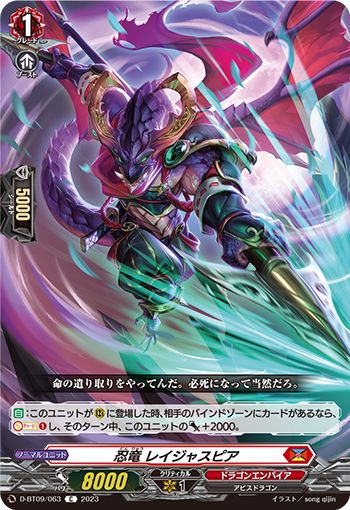 1
グレード
ブースト
5000
シールド
命の遣り取りをやってんだ。必死になって当然だろ。
:このユニットが に登場した時、相手のバインドゾーンにカードがあるなら、
1 し、そのターン中、このユニットの +2000。
ノーマルユニット
忍竜 レイジャスピア
ドラゴンエンパイア
アビスドラゴン
パワー
8000
クリティカル
1
D-BT09/063 C 2023
イラスト/ song qijin